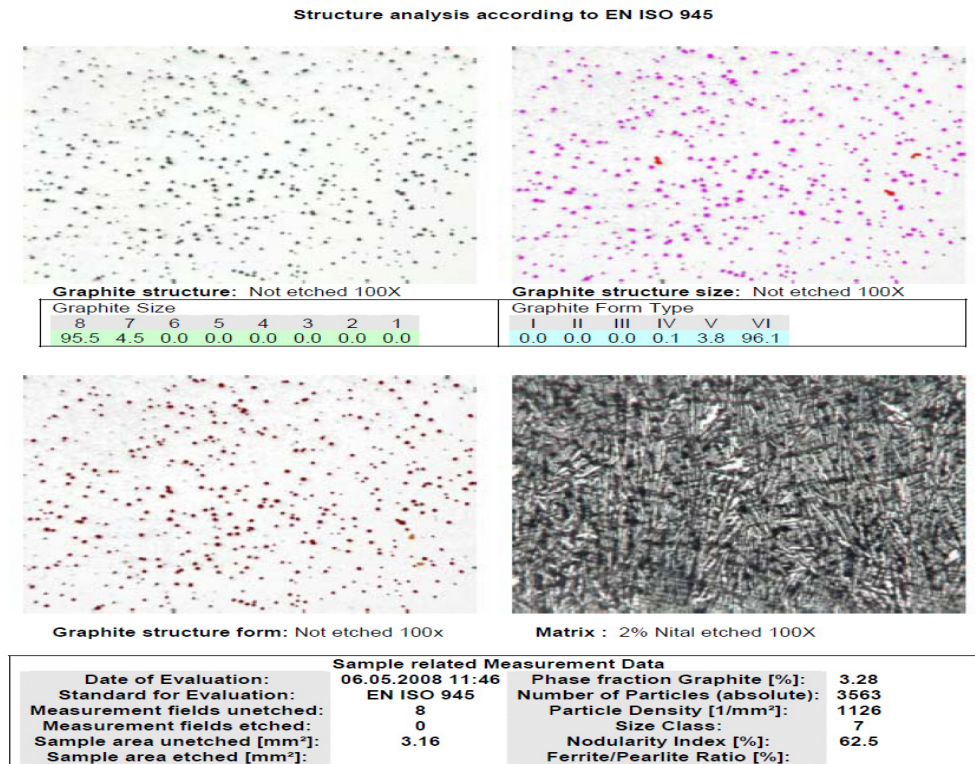 Structure analysis according to EN ISO 945
Graphite structure: Not etched 100X
Graphite structure size: Not etched 100X
Graphite Size
8 7 6 5 4 3 2 1
95.5 4.5 0.0 0.0 0.0 0.0 0.0 0.0
Graphite Form Type
I II III IV V VI
0.0 0.0 0.0 0.1 3.8 96.1
Graphite structure form: Not etched 100x
Matrix : 2% Nital etched 100X
Sample related Measurement Data
Date of Evaluation: 06.05.2008 11:46 Phase fraction Graphite [%]: 3.28
Standard for Evaluation: EN ISO 945 Number of Particles (absolute): 3563
Measurement fields unetched: 8 Particle Density [1/mm²]: 1126
Measurement fields etched: 0 Size Class: 7
Sample area unetched [mm²]: 3.16 Nodularity Index [%]: 62.5
Sample area etched [mm²]: Ferrite/Pearlite Ratio [%]: